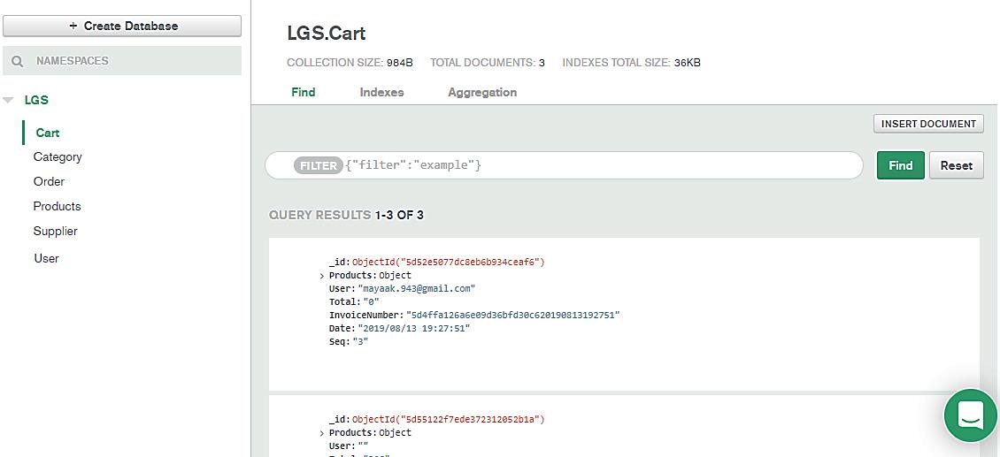 + Create Database
NAMESPACES
LGS
Cart
Category
Order
Products
Supplier
User
LGS.Cart
COLLECTION SIZE: 984B TOTAL DOCUMENTS: 3 INDEXES TOTAL SIZE: 36KB
Find Indexes Aggregation
INSERT DOCUMENT
FILTER {"filter":"example"} Find Reset
QUERY RESULTS 1-3 OF 3
_id: ObjectId("5d52e5077dc8eb6b934ceaf6")
> Products: Object
User: "mayaak.943@gmail.com"
Total: "0"
InvoiceNumber: "5d4ffa126a6e09d36bfd30c620190813192751"
Date: "2019/08/13 19:27:51"
Seq: "3"
_id: ObjectId("5d55122f7ede372312052b1a")
> Products: Object
User: ""